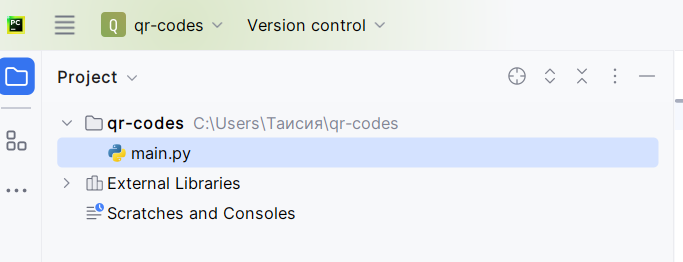 PC Q qr-codes Version control
Project
qr-codes C:\Users\Таисия\qr-codes
main.py
External Libraries
Scratches and Consoles